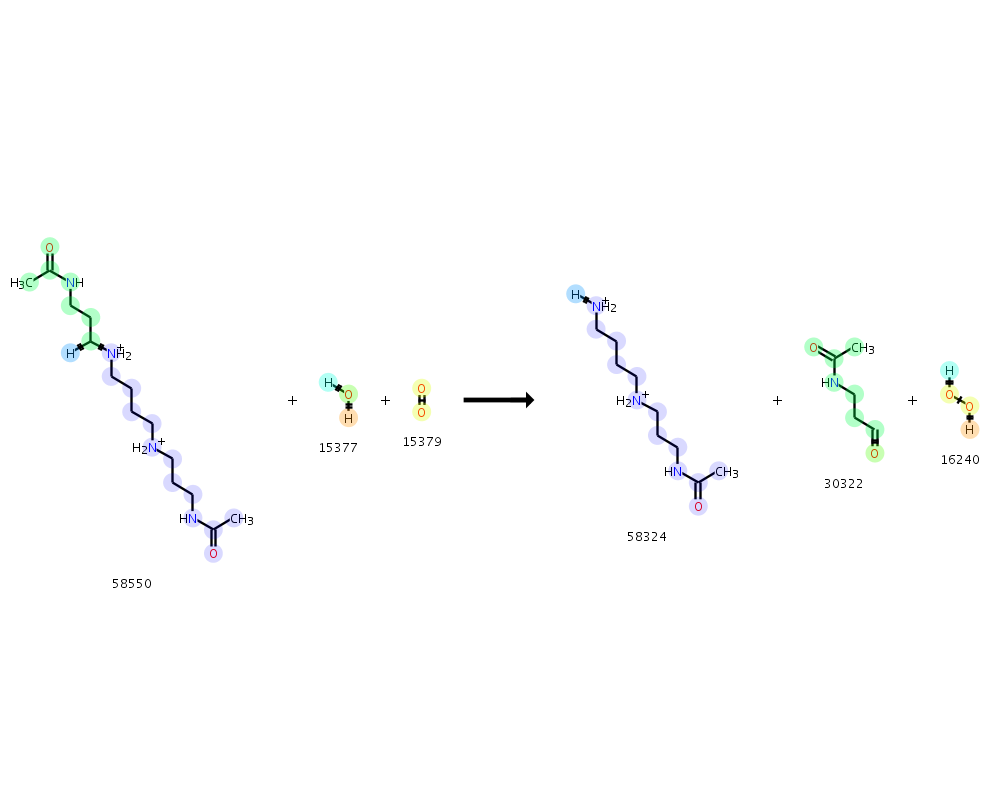 O
H₃C
NH
H
NH₂
+
H₂N
+
HN
CH₃
O
58550
+
H
O
H
15377
+
O
O
15379
H
NH₂
+
H₂N
+
HN
CH₃
O
58324
+
O
CH₃
HN
O
30322
+
H
O
O
H
16240